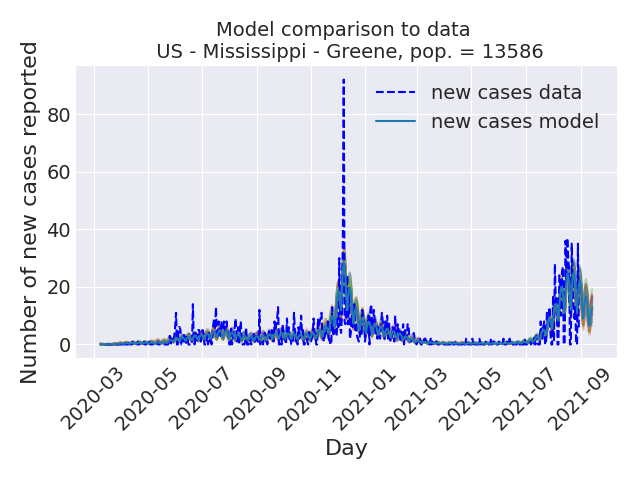 Model comparison to data
US - Mississippi - Greene, pop. = 13586
Number of new cases reported
80
60
40
20
0
new cases data
new cases model
2020-03
2020-05
2020-07
2020-09
2020-11
2021-01
2021-03
2021-05
2021-07
2021-09
Day